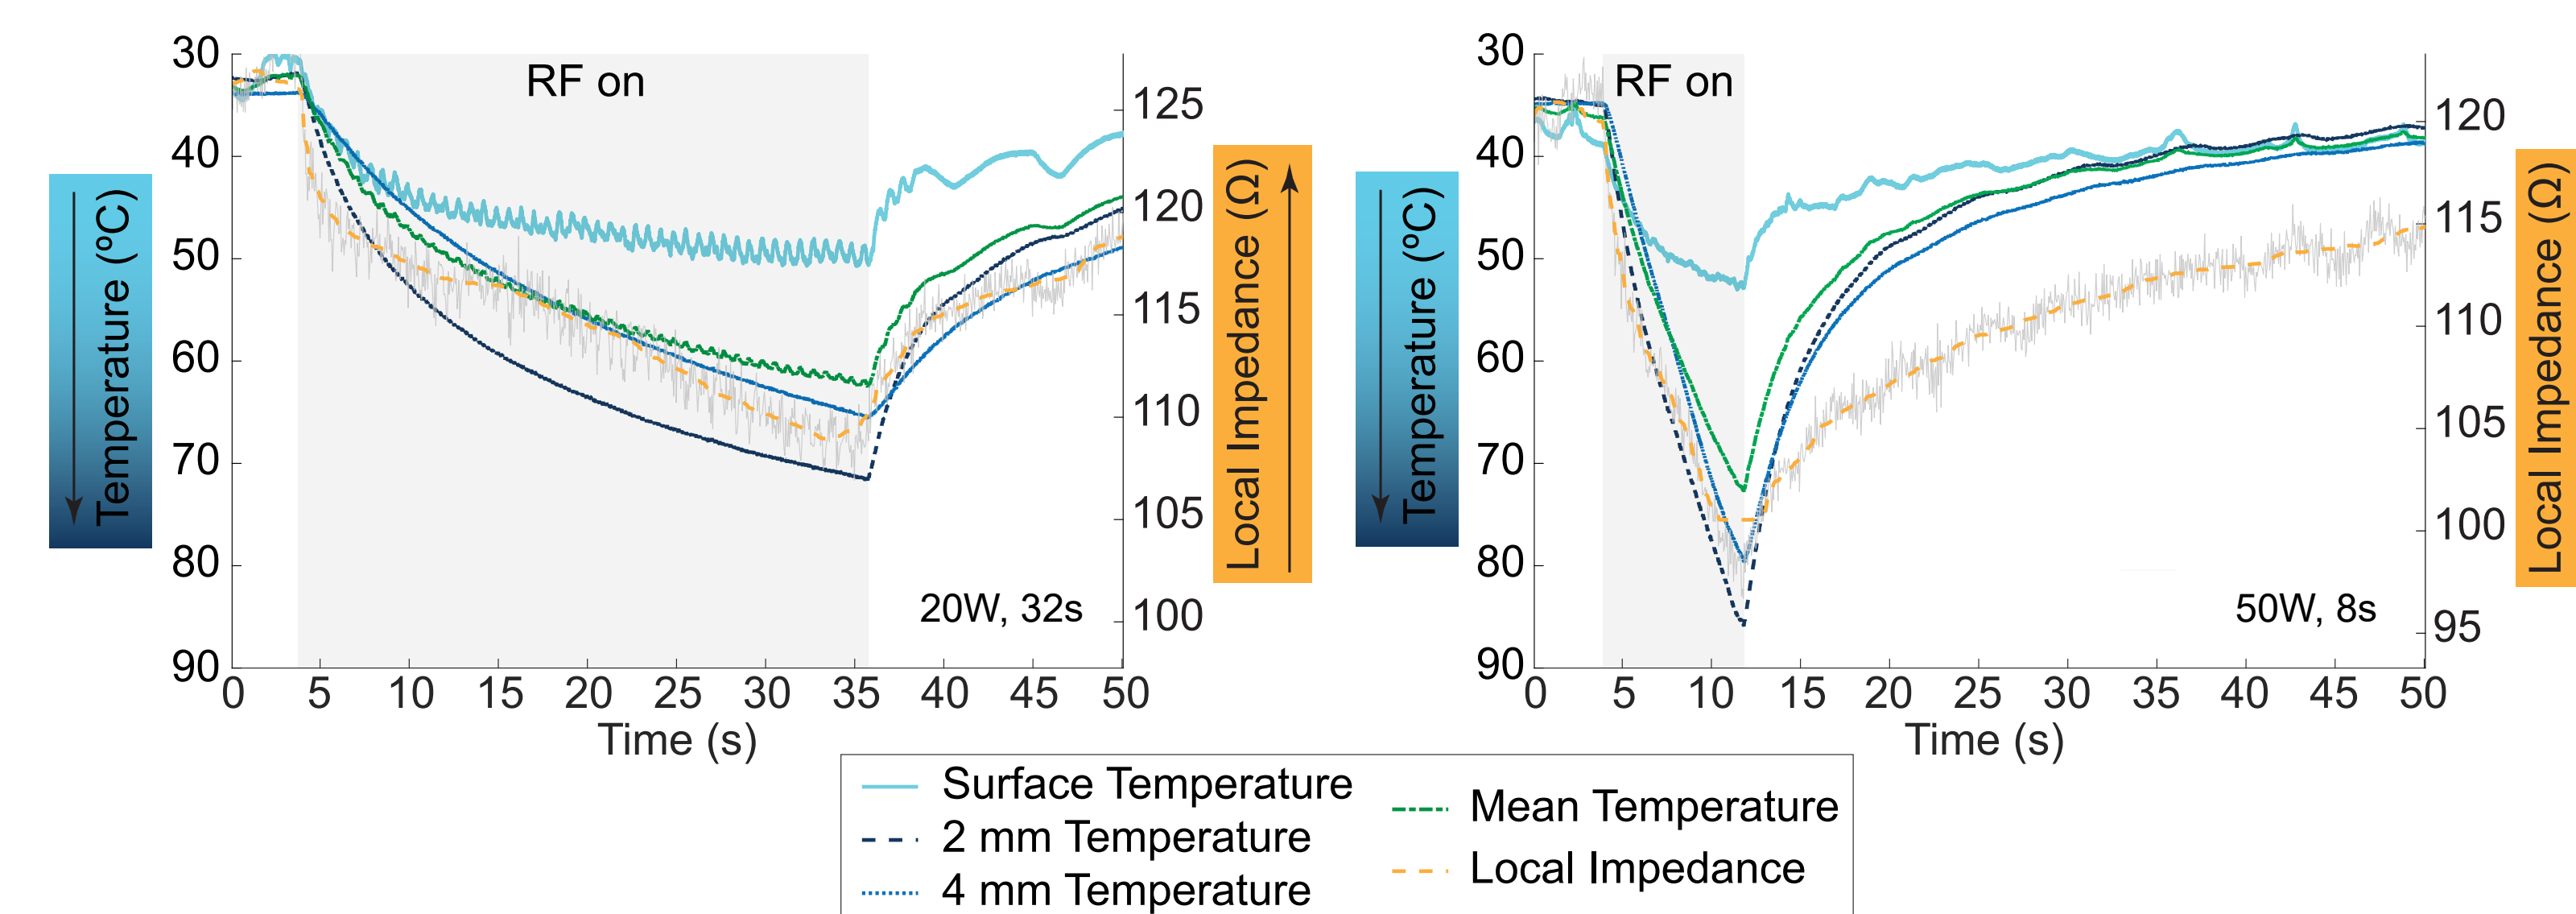 RF on
30
40
50
60
70
80
90
Temperature (ºC)
125
120
115
110
105
100
Local Impedance (Ω)
20W, 32s
0 5 10 15 20 25 30 35 40 45 50
Time (s)
RF on
30
40
50
60
70
80
90
Temperature (ºC)
120
115
110
105
100
95
Local Impedance (Ω)
50W, 8s
0 5 10 15 20 25 30 35 40 45 50
Time (s)
Surface Temperature
2 mm Temperature
4 mm Temperature
Mean Temperature
Local Impedance